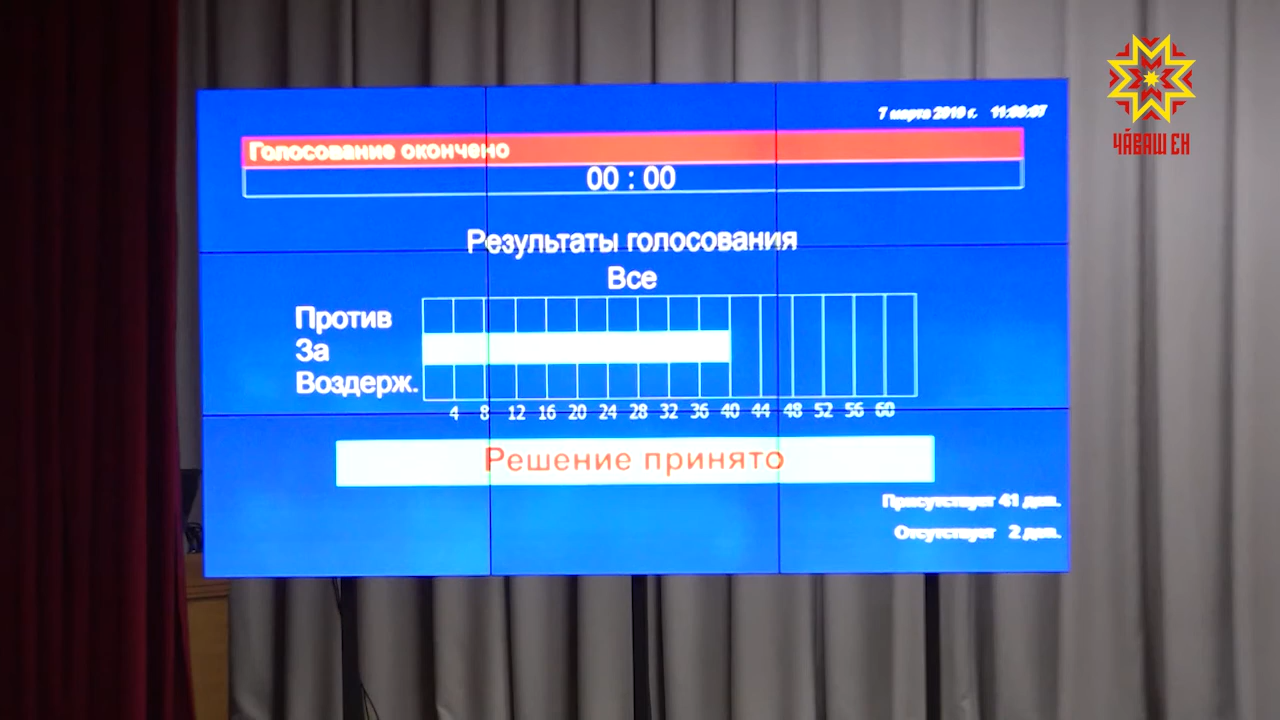 7 марта 2019 г.
ЧӐВАШ ЕН
Голосование окончено
00 : 00
Результаты голосования
Все
Против
За
Воздерж.
4 8 12 16 20 24 28 32 36 40 44 48 52 56 60
Решение принято
Присутствует 41 деп.
Отсутствует 2 деп.